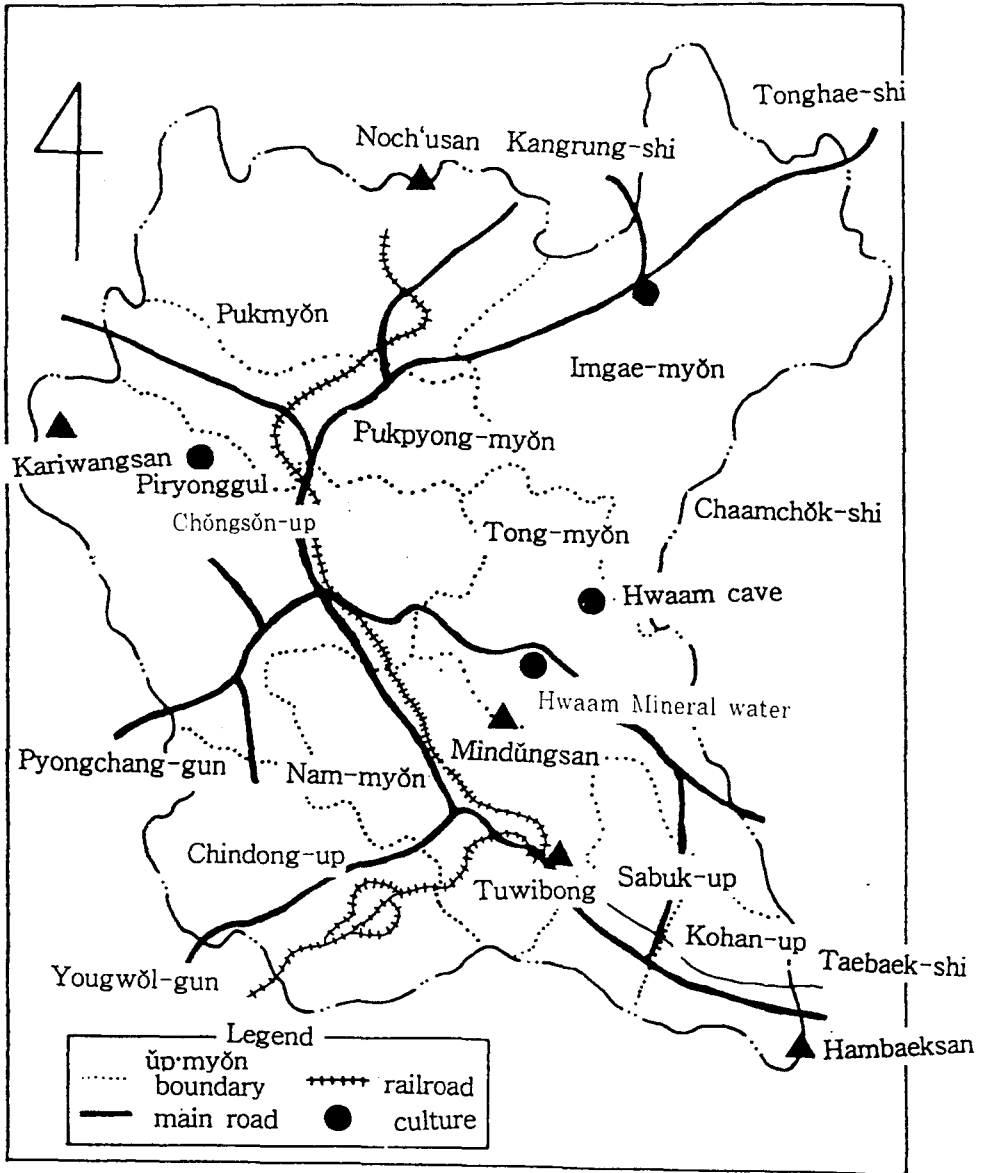 Tonghae-shi
Noch'usan
Kangrung-shi
Pukmyŏn
Imgae-myŏn
Pukpyong-myŏn
Kariwangsan
Piryonggul
Chŏngsŏn-up
Chaamchŏk-shi
Tong-myŏn
Hwaam cave
Hwaam Mineral water
Mindŭngsan
Pyongchang-gun
Nam-myŏn
Chindong-up
Tuwibong
Sabuk-up
Kohan-up
Taebaek-shi
Yougwŏl-gun
Hambaeksan
Legend
ŭp·myŏn
boundary
railroad
main road
culture